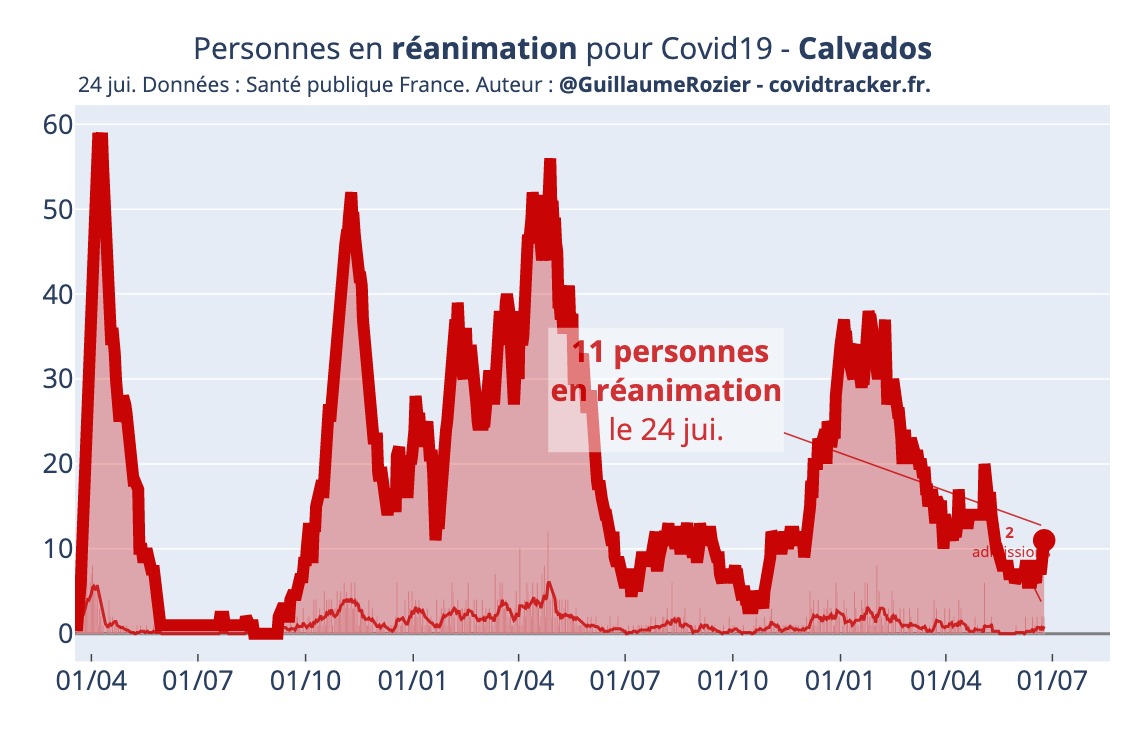 Personnes en réanimation pour Covid19 - Calvados
24 jui. Données : Santé publique France. Auteur : @GuillaumeRozier - covidtracker.fr.
60
50
40
30
20
10
0
11 personnes
en réanimation
le 24 jui.
2
01/04 01/07 01/10 01/01 01/04 01/07 01/10 01/01 01/04 01/07